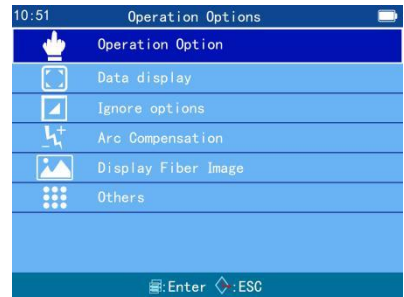 10:51 Operation Options
Operation Option
Data display
Ignore options
Arc Compensation
Display Fiber Image
Others
:Enter :ESC